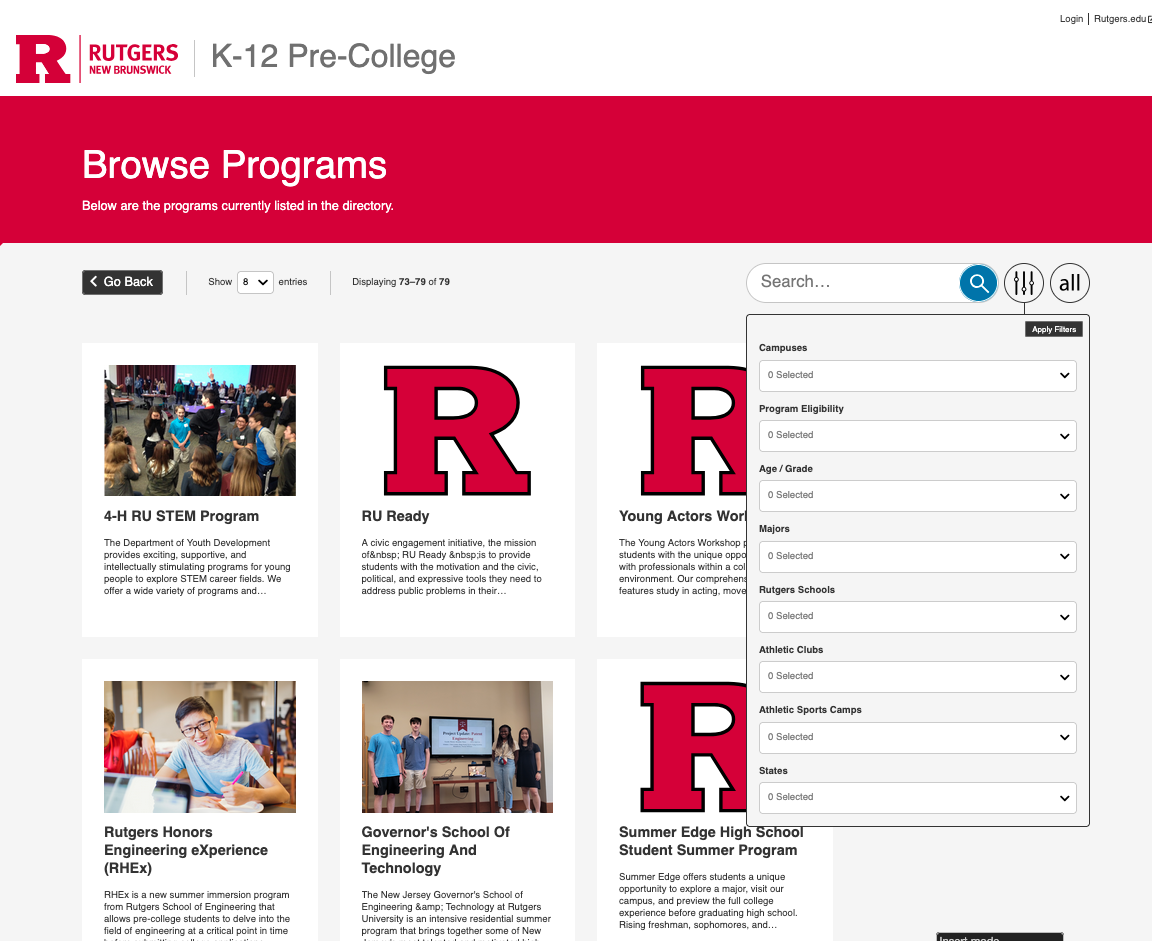 Login | Rutgers.edu
R RUTGERS
NEW BRUNSWICK
K-12 Pre-College
Browse Programs
Below are the programs currently listed in the directory.
Go Back
Show 8 entries
Displaying 73–79 of 79
Search…
all
Apply Filters
Campuses
0 Selected
Program Eligibility
0 Selected
Age / Grade
0 Selected
Majors
0 Selected
Rutgers Schools
0 Selected
Athletic Clubs
0 Selected
Athletic Sports Camps
0 Selected
States
0 Selected
4-H RU STEM Program
The Department of Youth Development
provides exciting, supportive, and
intellectually stimulating programs for young
people to explore STEM career fields. We
offer a wide variety of programs and…
R
RU Ready
A civic engagement initiative, the mission
of&nbsp; RU Ready &nbsp;is to provide
students with the motivation and the civic,
political, and expressive tools they need to
address public problems in their…
R
Young Actors Work
The Young Actors Workshop p
students with the unique oppo
with professionals within a col
environment. Our comprehens
features study in acting, move
Rutgers Honors
Engineering eXperience
(RHEx)
RHEx is a new summer immersion program
from Rutgers School of Engineering that
allows pre-college students to delve into the
field of engineering at a critical point in time
before submitting college applications.
Project Update: Future
Engineering
Governor's School Of
Engineering And
Technology
The New Jersey Governor's School of
Engineering &amp; Technology at Rutgers
University is an intensive residential summer
program that brings together some of New
R
Summer Edge High School
Student Summer Program
Summer Edge offers students a unique
opportunity to explore a major, visit our
campus, and preview the full college
experience before graduating high school.
Rising freshman, sophomores, and…
Insert mode